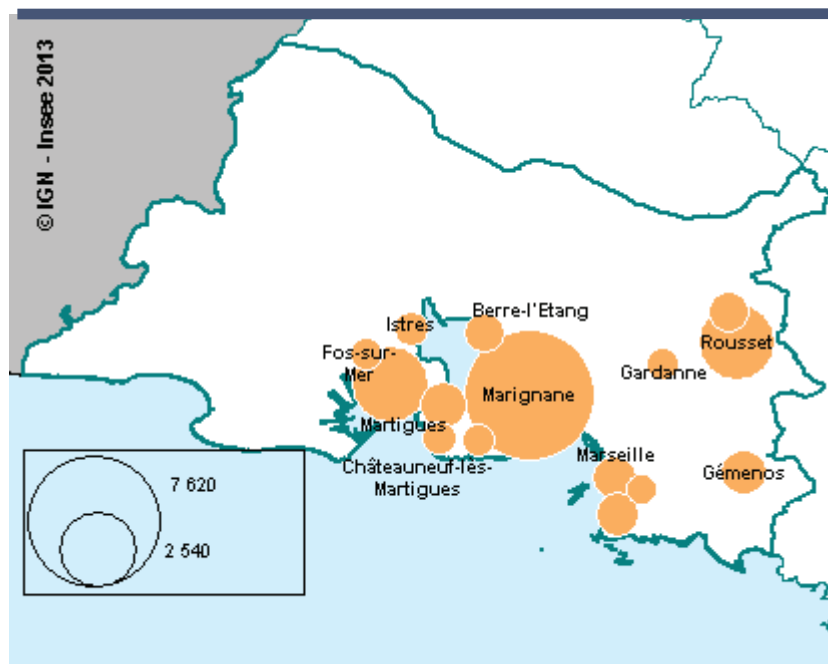 © IGN - Insee 2013
Berre-l'Etang
Istres
Rousset
Fos-sur-
Mer
Gardanne
Marignane
Martigues
Marseille
Châteauneuf-lès-
Martigues
Gémenos
7 620
2 540